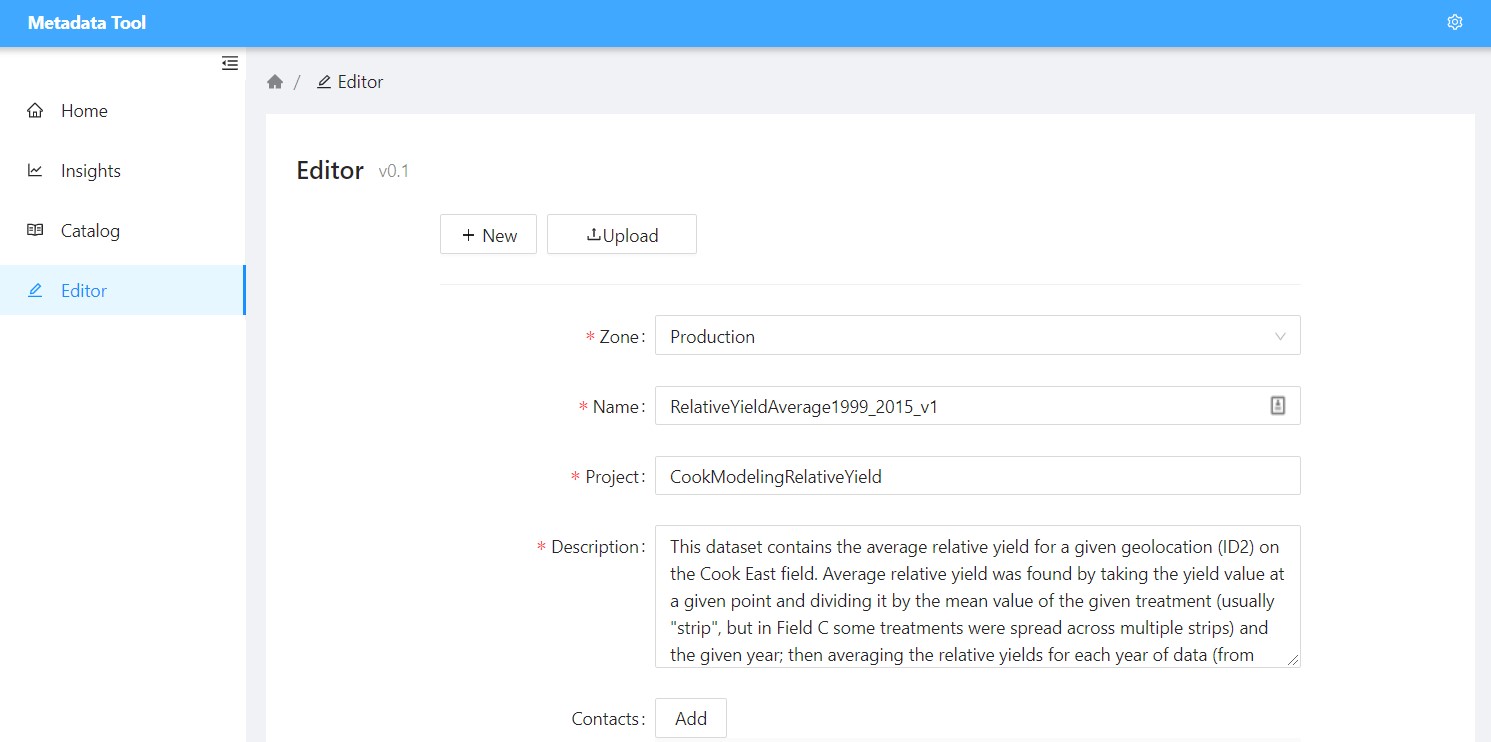 Metadata Tool
/ Editor
Home
Insights
Catalog
Editor
Editor v0.1
+ New Upload
* Zone: Production
* Name: RelativeYieldAverage1999_2015_v1
* Project: CookModelingRelativeYield
* Description: This dataset contains the average relative yield for a given geolocation (ID2) on
the Cook East field. Average relative yield was found by taking the yield value at
a given point and dividing it by the mean value of the given treatment (usually
"strip", but in Field C some treatments were spread across multiple strips) and
the given year; then averaging the relative yields for each year of data (from
Contacts: Add